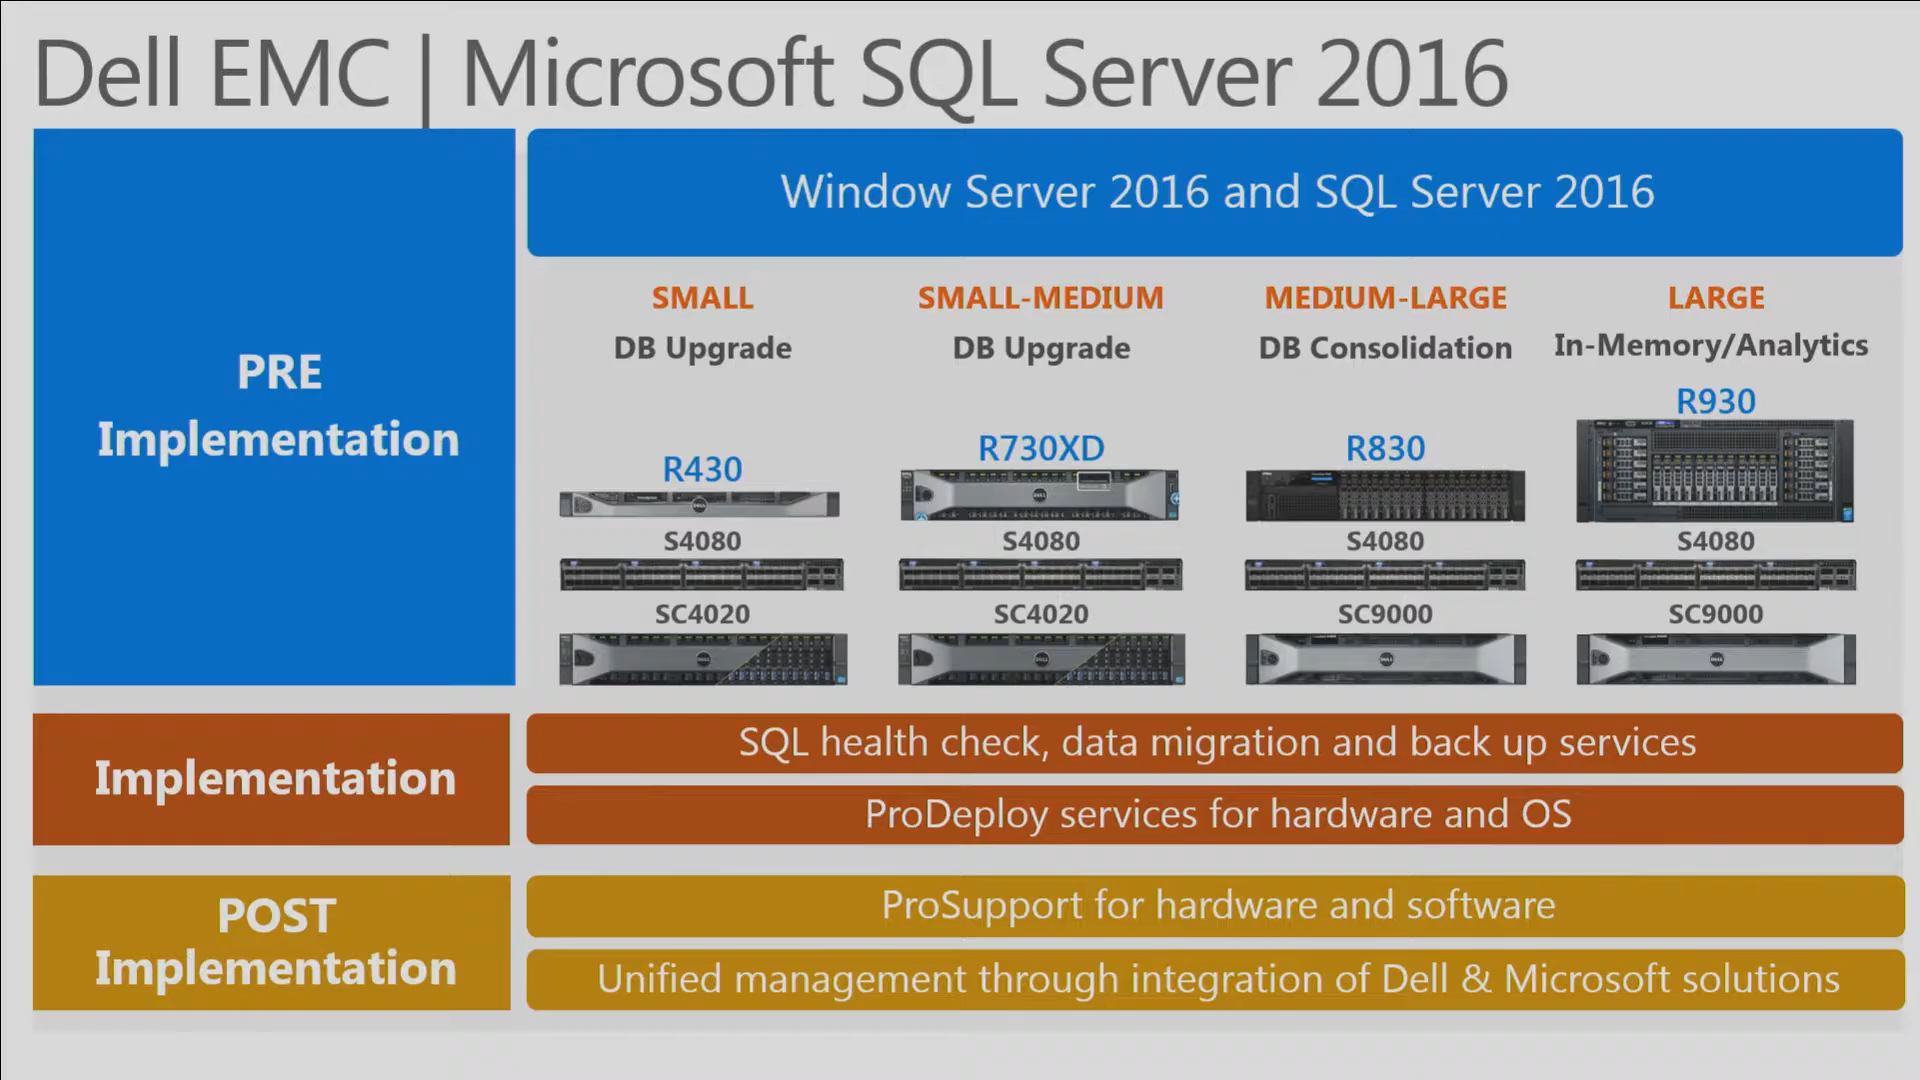 Dell EMC | Microsoft SQL Server 2016
PRE
Implementation
Window Server 2016 and SQL Server 2016
SMALL
DB Upgrade
R430
S4080
SC4020
SMALL-MEDIUM
DB Upgrade
R730XD
S4080
SC4020
MEDIUM-LARGE
DB Consolidation
R830
S4080
SC9000
LARGE
In-Memory/Analytics
R930
S4080
SC9000
Implementation
SQL health check, data migration and back up services
ProDeploy services for hardware and OS
POST
Implementation
ProSupport for hardware and software
Unified management through integration of Dell & Microsoft solutions